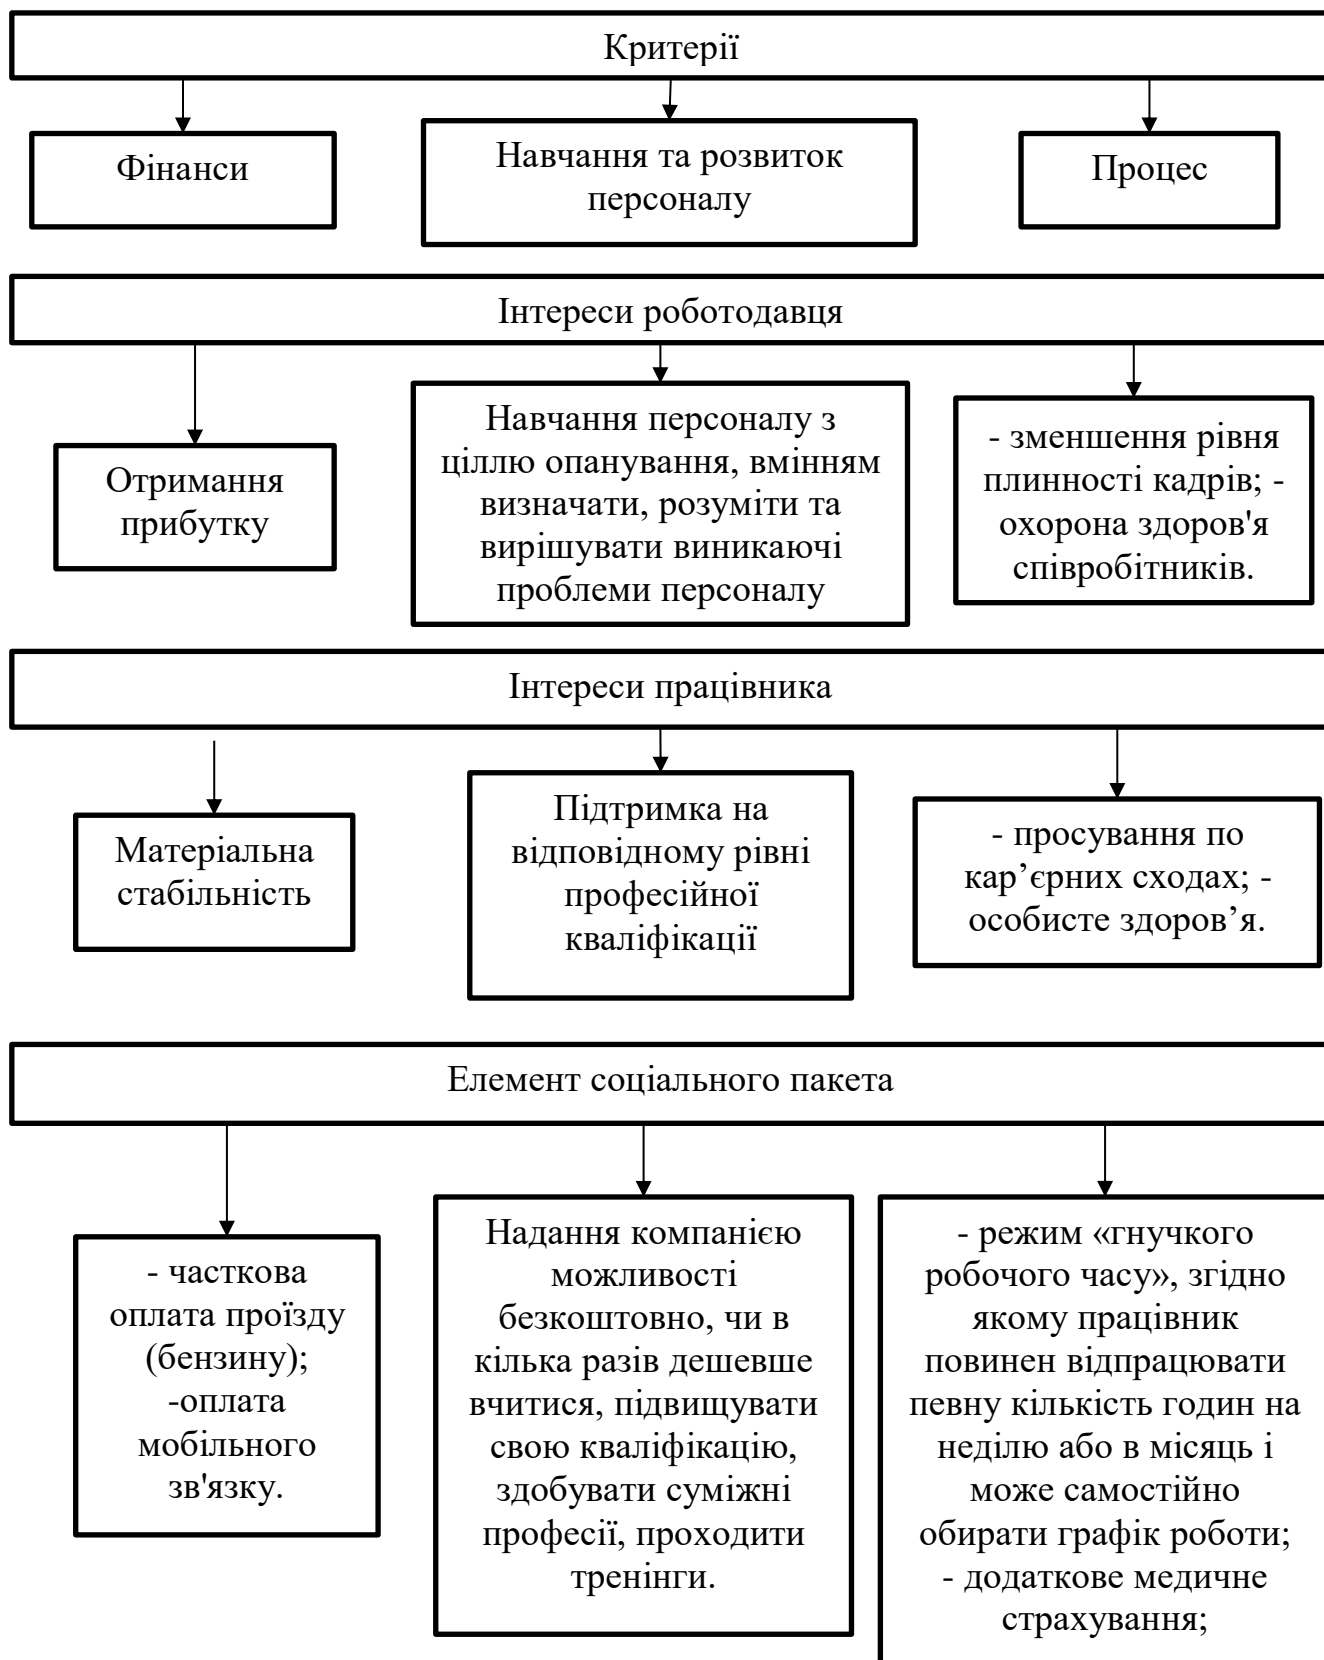 Критерії
Фінанси
Навчання та розвиток
персоналу
Процес
Інтереси роботодавця
Отримання
прибутку
Навчання персоналу з
ціллю опанування, вмінням
визначати, розуміти та
вирішувати виникаючі
проблеми персоналу
- зменшення рівня
плинності кадрів; -
охорона здоров'я
співробітників.
Інтереси працівника
Матеріальна
стабільність
Підтримка на
відповідному рівні
професійної
кваліфікації
- просування по
кар’єрних сходах; -
особисте здоров’я.
Елемент соціального пакета
- часткова
оплата проїзду
(бензину);
-оплата
мобільного
зв'язку.
Надання компанією
можливості
безкоштовно, чи в
кілька разів дешевше
вчитися, підвищувати
свою кваліфікацію,
здобувати суміжні
професії, проходити
тренінги.
- режим «гнучкого
робочого часу», згідно
якому працівник
повинен відпрацювати
певну кількість годин на
неділю або в місяць і
може самостійно
обирати графік роботи;
- додаткове медичне
страхування;